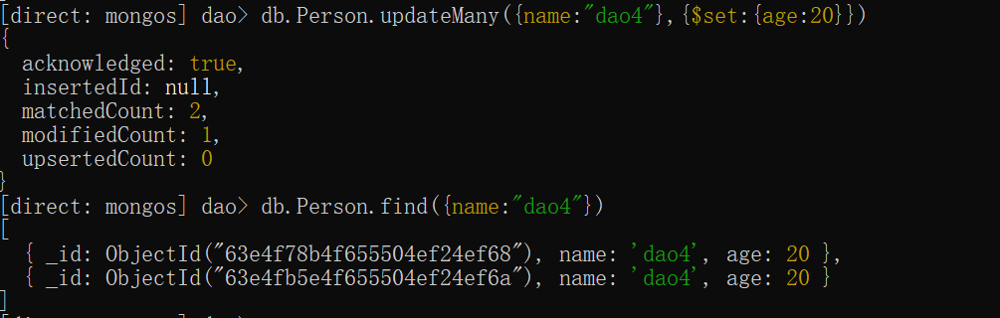 [direct: mongos] dao> db.Person.updateMany({name:"dao4"},{$set:{age:20}})
{
  acknowledged: true,
  insertedId: null,
  matchedCount: 2,
  modifiedCount: 1,
  upsertedCount: 0
}
[direct: mongos] dao> db.Person.find({name:"dao4"})
[
  { _id: ObjectId("63e4f78b4f655504ef24ef68"), name: 'dao4', age: 20 },
  { _id: ObjectId("63e4fb5e4f655504ef24ef6a"), name: 'dao4', age: 20 }
]